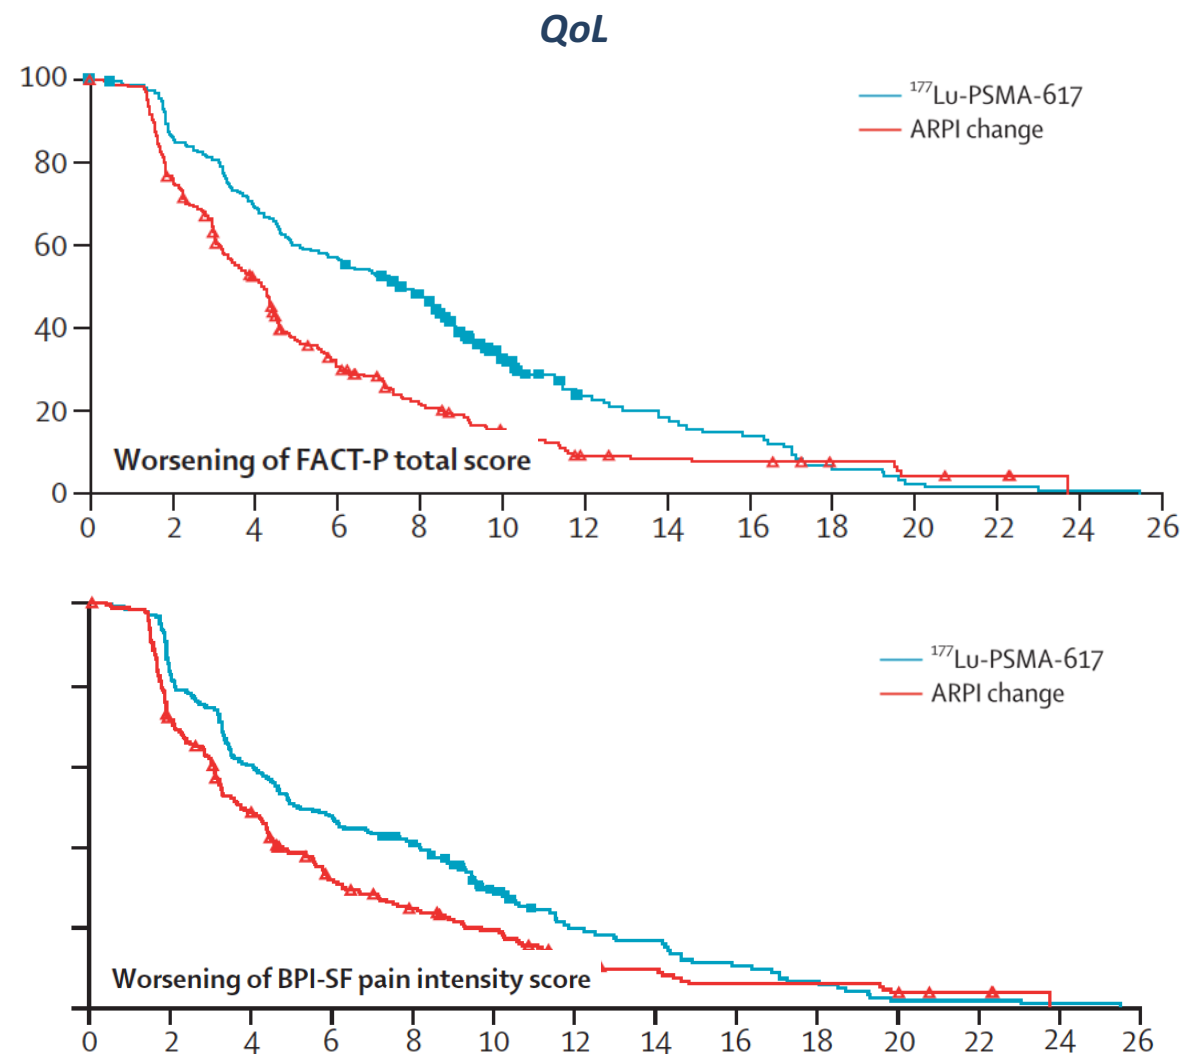 QoL
100
80
60
40
20
0
¹⁷⁷Lu-PSMA-617
ARPI change
Worsening of FACT-P total score
0 2 4 6 8 10 12 14 16 18 20 22 24 26
¹⁷⁷Lu-PSMA-617
ARPI change
Worsening of BPI-SF pain intensity score
0 2 4 6 8 10 12 14 16 18 20 22 24 26